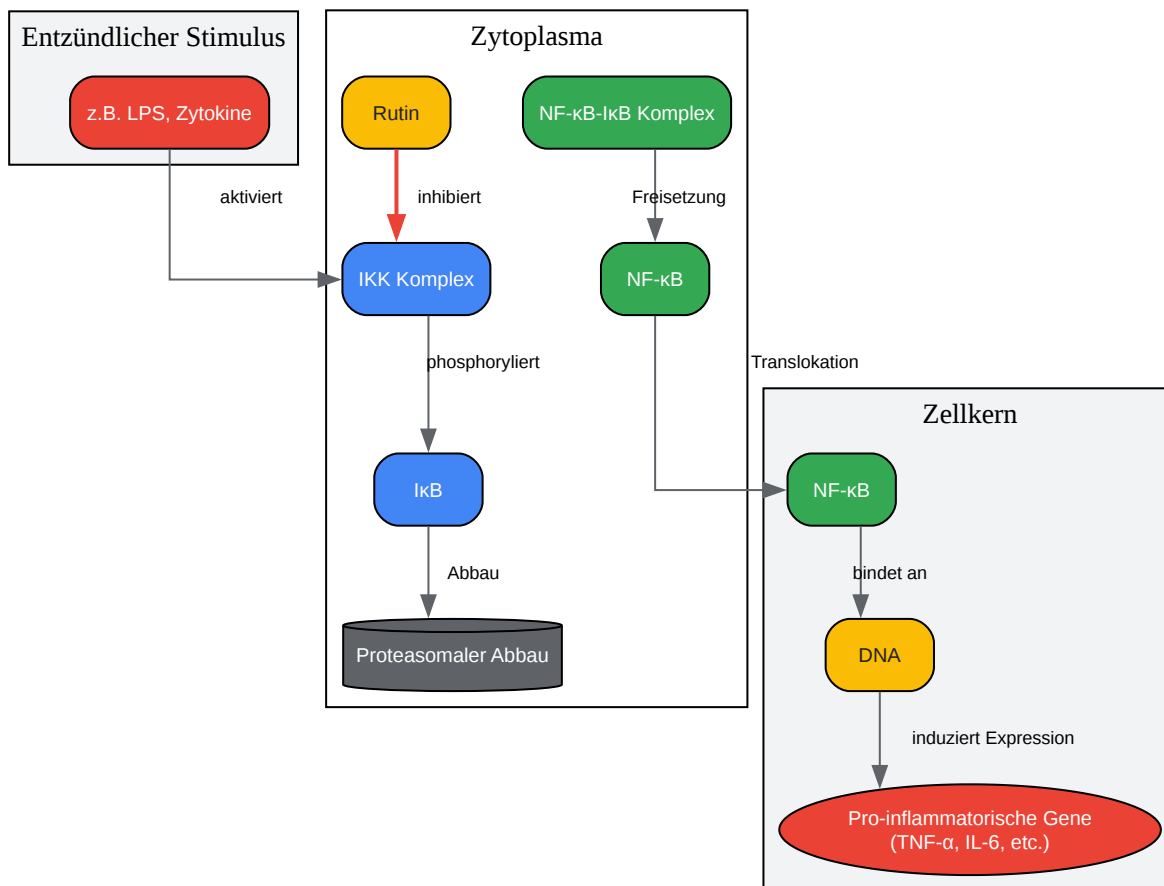 Entzündlicher Stimulus
z.B. LPS, Zytokine
aktiviert
Zytoplasma
Rutin
NF-κB-IκB Komplex
inhibiert
Freisetzung
IKK Komplex
NF-κB
phosphoryliert
Translokation
IκB
Abbau
Proteasomaler Abbau
Zellkern
NF-κB
bindet an
DNA
induziert Expression
Pro-inflammatorische Gene
(TNF-α, IL-6, etc.)